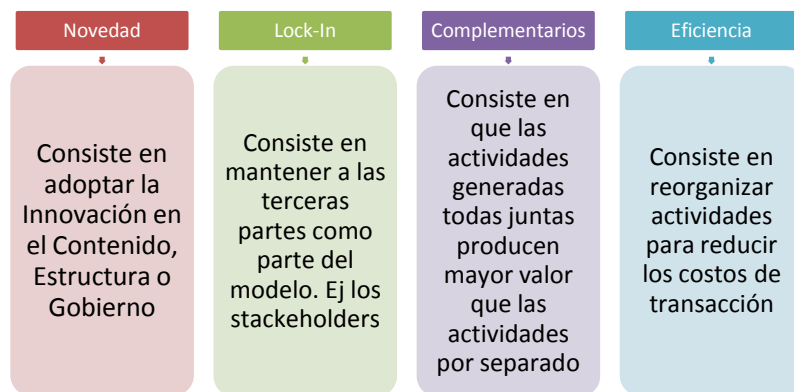 Novedad
Consiste en
adoptar la
Innovación en
el Contenido,
Estructura o
Gobierno
Lock-In
Consiste en
mantener a las
terceras
partes como
parte del
modelo. Ej los
stackeholders
Complementarios
Consiste en
que las
actividades
generadas
todas juntas
producen
mayor valor
que las
actividades
por separado
Eficiencia
Consiste en
reorganizar
actividades
para reducir
los costos de
transacción